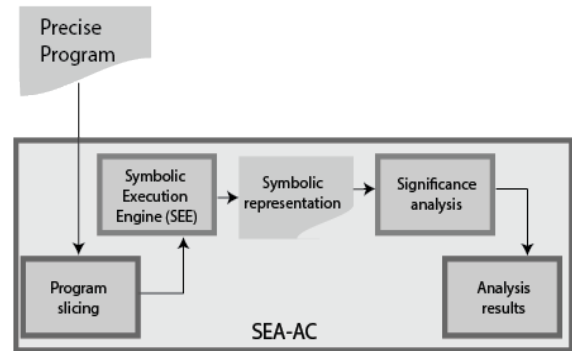 Precise
Program
Symbolic
Execution
Engine (SEE)
Symbolic
representation
Significance
analysis
Program
slicing
Analysis
results
SEA-AC